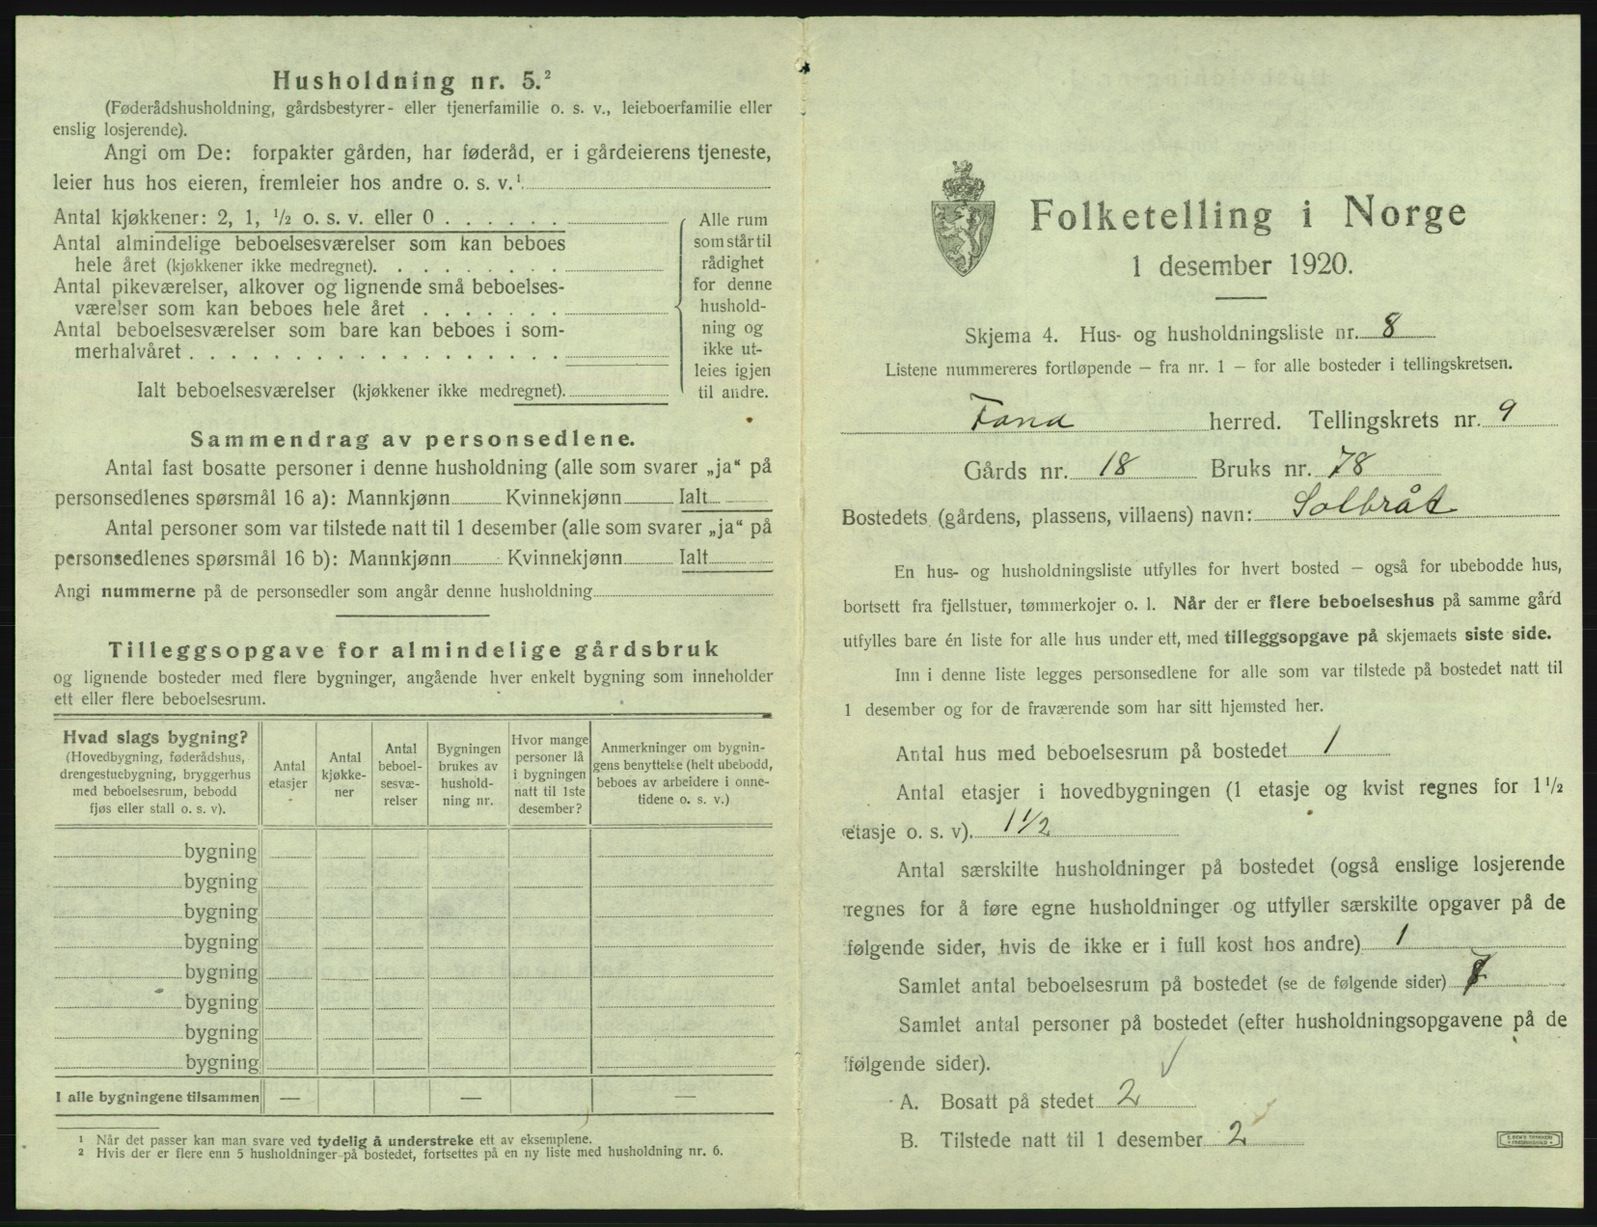 Husholdning nr. 5.²
(Føderådshusholdning, gårdsbestyrer- eller tjenerfamilie o. s. v., leieboerfamilie eller
enslig losjerende).
Angi om De: forpakter gården, har føderåd, er i gårdeierens tjeneste,
leier hus hos eieren, fremleier hos andre o. s. v.¹
Antal kjøkkener: 2, 1, ½ o. s. v. eller 0
Antal almindelige beboelsesværelser som kan beboes
hele året (kjøkkener ikke medregnet).
Antal pikeværelser, alkover og lignende små beboelses-
værelser som kan beboes hele året
Antal beboelsesværelser som bare kan beboes i som-
merhalvåret
Ialt beboelsesværelser (kjøkkener ikke medregnet).
Alle rum
som står til
rådighet
for denne
hushold-
ning og
ikke ut-
leies igjen
til andre.
Sammendrag av personsedlene.
Antal fast bosatte personer i denne husholdning (alle som svarer „ja“ på
personsedlenes spørsmål 16 a): Mannkjønn Kvinnekjønn Ialt
Antal personer som var tilstede natt til 1 desember (alle som svarer „ja“ på
personsedlenes spørsmål 16 b): Mannkjønn Kvinnekjønn Ialt
Angi nummerne på de personsedler som angår denne husholdning
Tilleggsopgave for almindelige gårdsbruk
og lignende bosteder med flere bygninger, angående hver enkelt bygning som inneholder
ett eller flere beboelsesrum.
Hvad slags bygning?
(Hovedbygning, føderådshus,
drengestuebygning, bryggerhus
med beboelsesrum, bebodd
fjøs eller stall o. s. v).
Antal
etasjer
Antal
kjøkke-
ner
Antal
beboel-
sesvæ-
relser
Bygningen
brukes av
hushold-
ning nr.
Hvor mange
personer lå
i bygningen
natt til 1ste
desember?
Anmerkninger om bygnin-
gens benyttelse (helt ubebodd,
beboes av arbeidere i onne-
tidene o. s. v.)
bygning
bygning
bygning
bygning
bygning
bygning
bygning
bygning
I alle bygningene tilsammen — — —
¹ Når det passer kan man svare ved tydelig å understreke ett av eksemplene.
² Hvis der er flere enn 5 husholdninger på bostedet, fortsettes på en ny liste med husholdning nr. 6.
Folketelling i Norge
1 desember 1920.
Skjema 4. Hus- og husholdningsliste nr. 8
Listene nummereres fortløpende — fra nr. 1 — for alle bosteder i tellingskretsen.
Fana herred. Tellingskrets nr. 9
Gårds nr. 18 Bruks nr. 78
Bostedets (gårdens, plassens, villaens) navn: Solbråt
En hus- og husholdningsliste utfylles for hvert bosted — også for ubebodde hus,
bortsett fra fjellstuer, tømmerkojer o. l. Når der er flere beboelseshus på samme gård
utfylles bare én liste for alle hus under ett, med tilleggsopgave på skjemaets siste side.
Inn i denne liste legges personsedlene for alle som var tilstede på bostedet natt til
1 desember og for de fraværende som har sitt hjemsted her.
Antal hus med beboelsesrum på bostedet 1
Antal etasjer i hovedbygningen (1 etasje og kvist regnes for 1½
etasje o. s. v). 1½
Antal særskilte husholdninger på bostedet (også enslige losjerende
regnes for å føre egne husholdninger og utfyller særskilte opgaver på de
følgende sider, hvis de ikke er i full kost hos andre) 1
Samlet antal beboelsesrum på bostedet (se de følgende sider) 7
Samlet antal personer på bostedet (efter husholdningsopgavene på de
følgende sider).
A. Bosatt på stedet 2
B. Tilstede natt til 1 desember 2